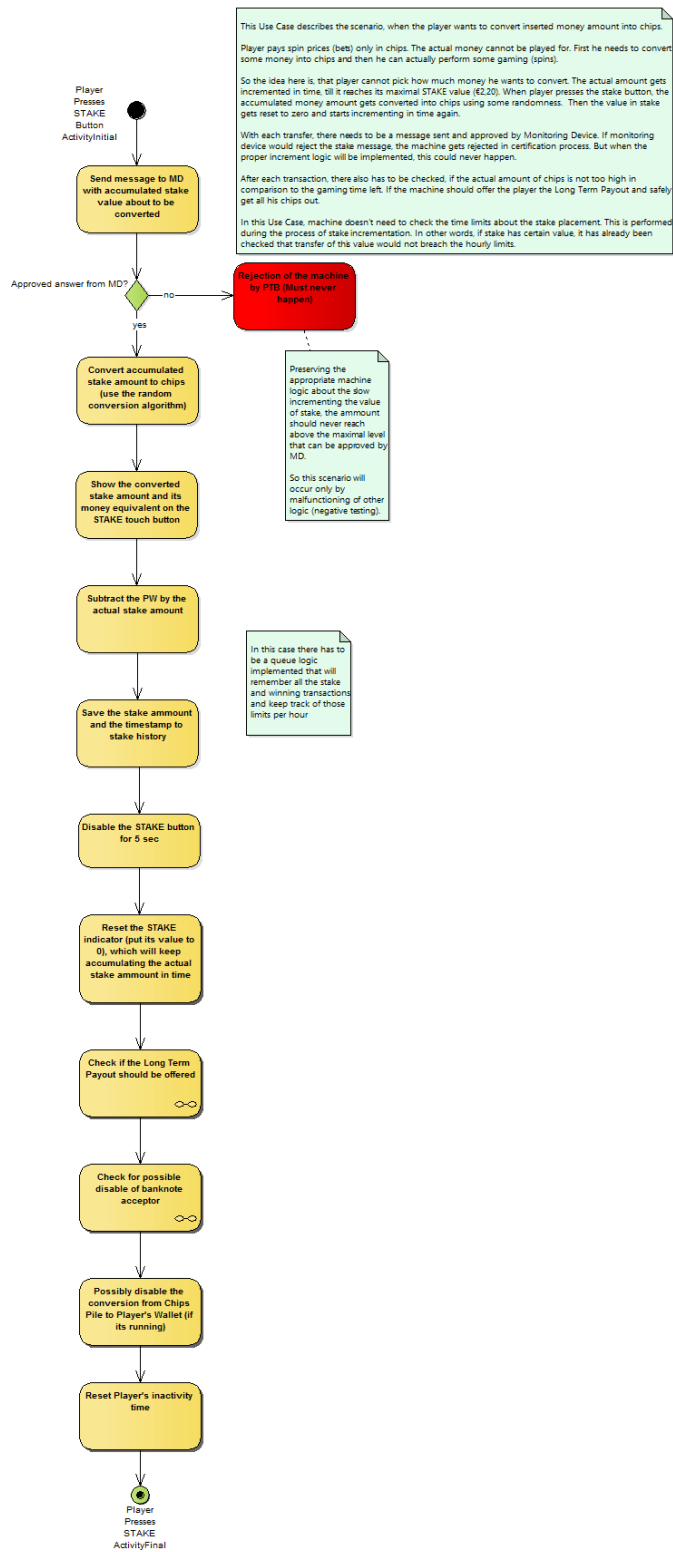 This Use Case describes the scenario, when the player wants to convert inserted money amount into chips.
Player pays spin prices (bets) only in chips. The actual money cannot be played for. First he needs to convert
some money into chips and then he can actually perform some gaming (spins).
So the idea here is, that player cannot pick how much money he wants to convert. The actual amount gets
incremented in time, till it reaches its maximal STAKE value (€2,20). When player presses the stake button, the
accumulated money amount gets converted into chips using some randomness.  Then the value in stake
gets reset to zero and starts incrementing in time again.
With each transfer, there needs to be a message sent and approved by Monitoring Device. If monitoring
device would reject the stake message, the machine gets rejected in certification process. But when the
proper increment logic will be implemented, this could never happen.
After each transaction, there also has to be checked, if the actual amount of chips is not too high in
comparison to the gaming time left. If the machine should offer the player the Long Term Payout and safely
get all his chips out.
In this Use Case, machine doesn't need to check the time limits about the stake placement. This is performed
during the process of stake incrementation. In other words, if stake has certain value, it has already been
checked that transfer of this value would not breach the hourly limits.
Player
Presses
STAKE
Button
ActivityInitial
Send message to MD
with accumulated stake
value about to be
converted
Approved answer from MD?
no
Rejection of the machine
by PTB (Must never
happen)
yes
Preserving the
appropriate machine
logic about the slow
incrementing the value
of stake, the ammount
should never reach
above the maximal level
that can be approved by
MD.
So this scenario will
occur only by
malfunctioning of other
logic (negative testing).
Convert accumulated
stake amount to chips
(use the random
conversion algorithm)
Show the converted
stake amount and its
money equivalent on the
STAKE touch button
Subtract the PW by the
actual stake amount
In this case there has to
be a queue logic
implemented that will
remember all the stake
and winning transactions
and keep track of those
limits per hour
Save the stake ammount
and the timestamp to
stake history
Disable the STAKE button
for 5 sec
Reset the STAKE
indicator (put its value to
0), which will keep
accumulating the actual
stake ammount in time
Check if the Long Term
Payout should be offered
Check for possible
disable of banknote
acceptor
Possibly disable the
conversion from Chips
Pile to Player's Wallet (if
its running)
Reset Player's inactivity
time
Player
Presses
STAKE
ActivityFinal